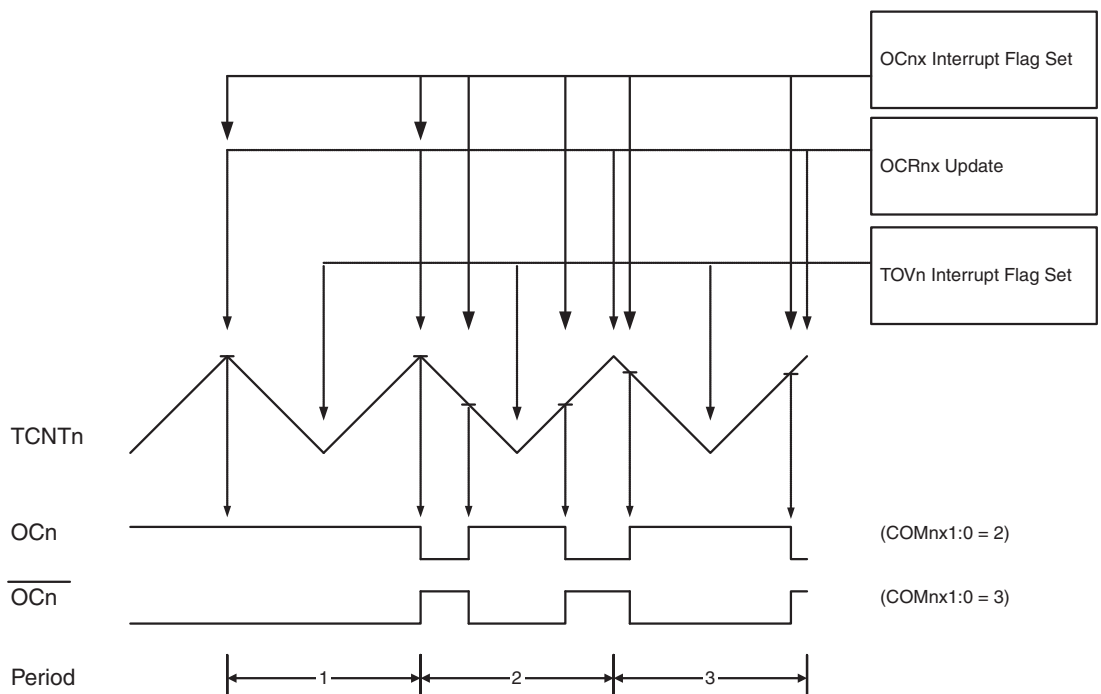 OCnx Interrupt Flag Set
OCRnx Update
TOVn Interrupt Flag Set
TCNTn
OCn
(COMnx1:0 = 2)
OCn
(COMnx1:0 = 3)
Period
1
2
3